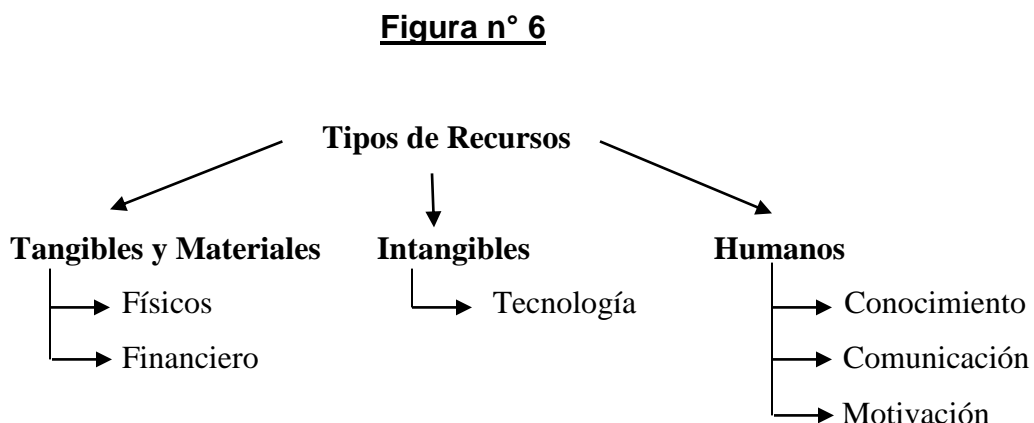 Figura n° 6
Tipos de Recursos
Tangibles y Materiales Intangibles Humanos
Físicos Tecnología Conocimiento
Financiero Comunicación
Motivación